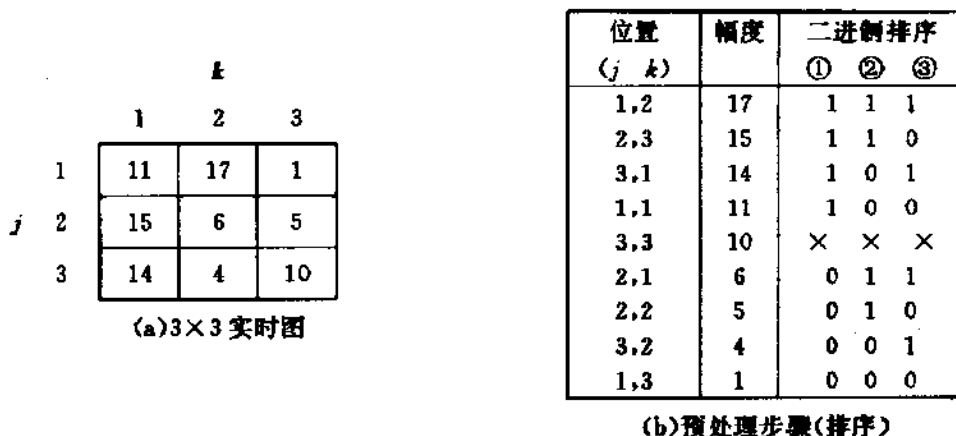 k
1 2 3
1 11 17 1
j 2 15 6 5
3 14 4 10
(a)3×3实时图
位置 幅度 二进制排序
(j k) ① ② ③
1,2 17 1 1 1
2,3 15 1 1 0
3,1 14 1 0 1
1,1 11 1 0 0
3,3 10 × × ×
2,1 6 0 1 1
2,2 5 0 1 0
3,2 4 0 0 1
1,3 1 0 0 0
(b)预处理步骤(排序)